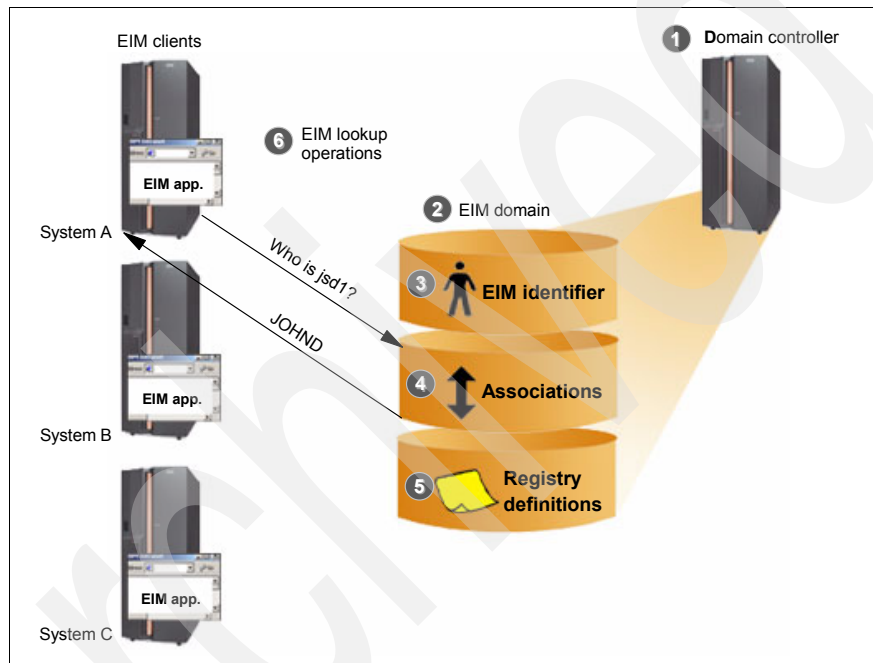 EIM clients
1 Domain controller
6 EIM lookup
operations
EIM app.
2 EIM domain
System A
Who is jsd1?
3 EIM identifier
JOHND
4 Associations
EIM app.
System B
5 Registry
definitions
EIM app.
System C
Archived